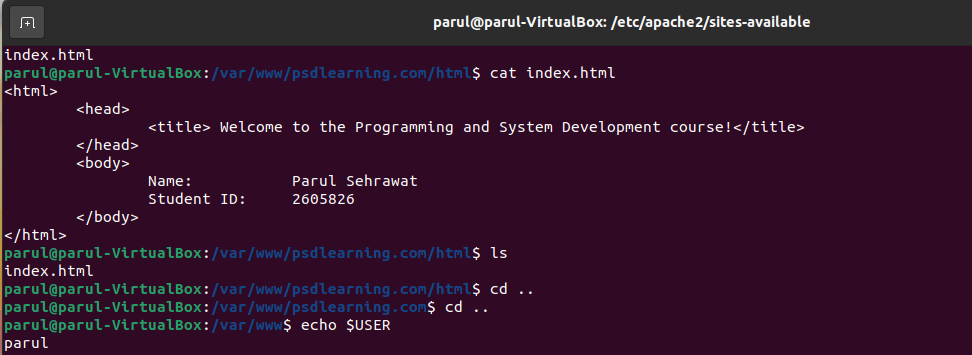 parul@parul-VirtualBox: /etc/apache2/sites-available
index.html
parul@parul-VirtualBox:/var/www/psdlearning.com/html$ cat index.html
<html>
        <head>
                <title> Welcome to the Programming and System Development course!</title>
        </head>
        <body>
                Name:           Parul Sehrawat
                Student ID:     2605826
        </body>
</html>
parul@parul-VirtualBox:/var/www/psdlearning.com/html$ ls
index.html
parul@parul-VirtualBox:/var/www/psdlearning.com/html$ cd ..
parul@parul-VirtualBox:/var/www/psdlearning.com$ cd ..
parul@parul-VirtualBox:/var/www$ echo $USER
parul